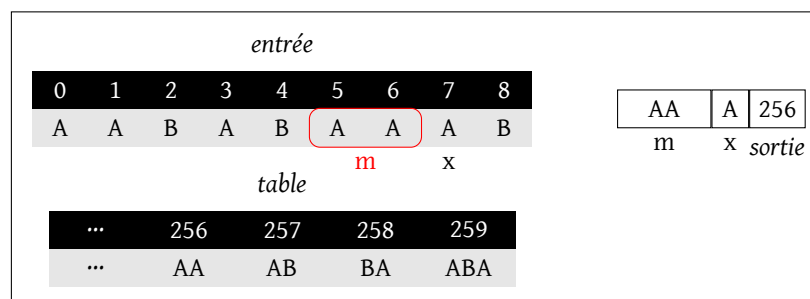 entrée
0 1 2 3 4 5 6 7 8
A A B A B A A A B
m x
AA A 256
m x sortie
table
... 256 257 258 259
... AA AB BA ABA